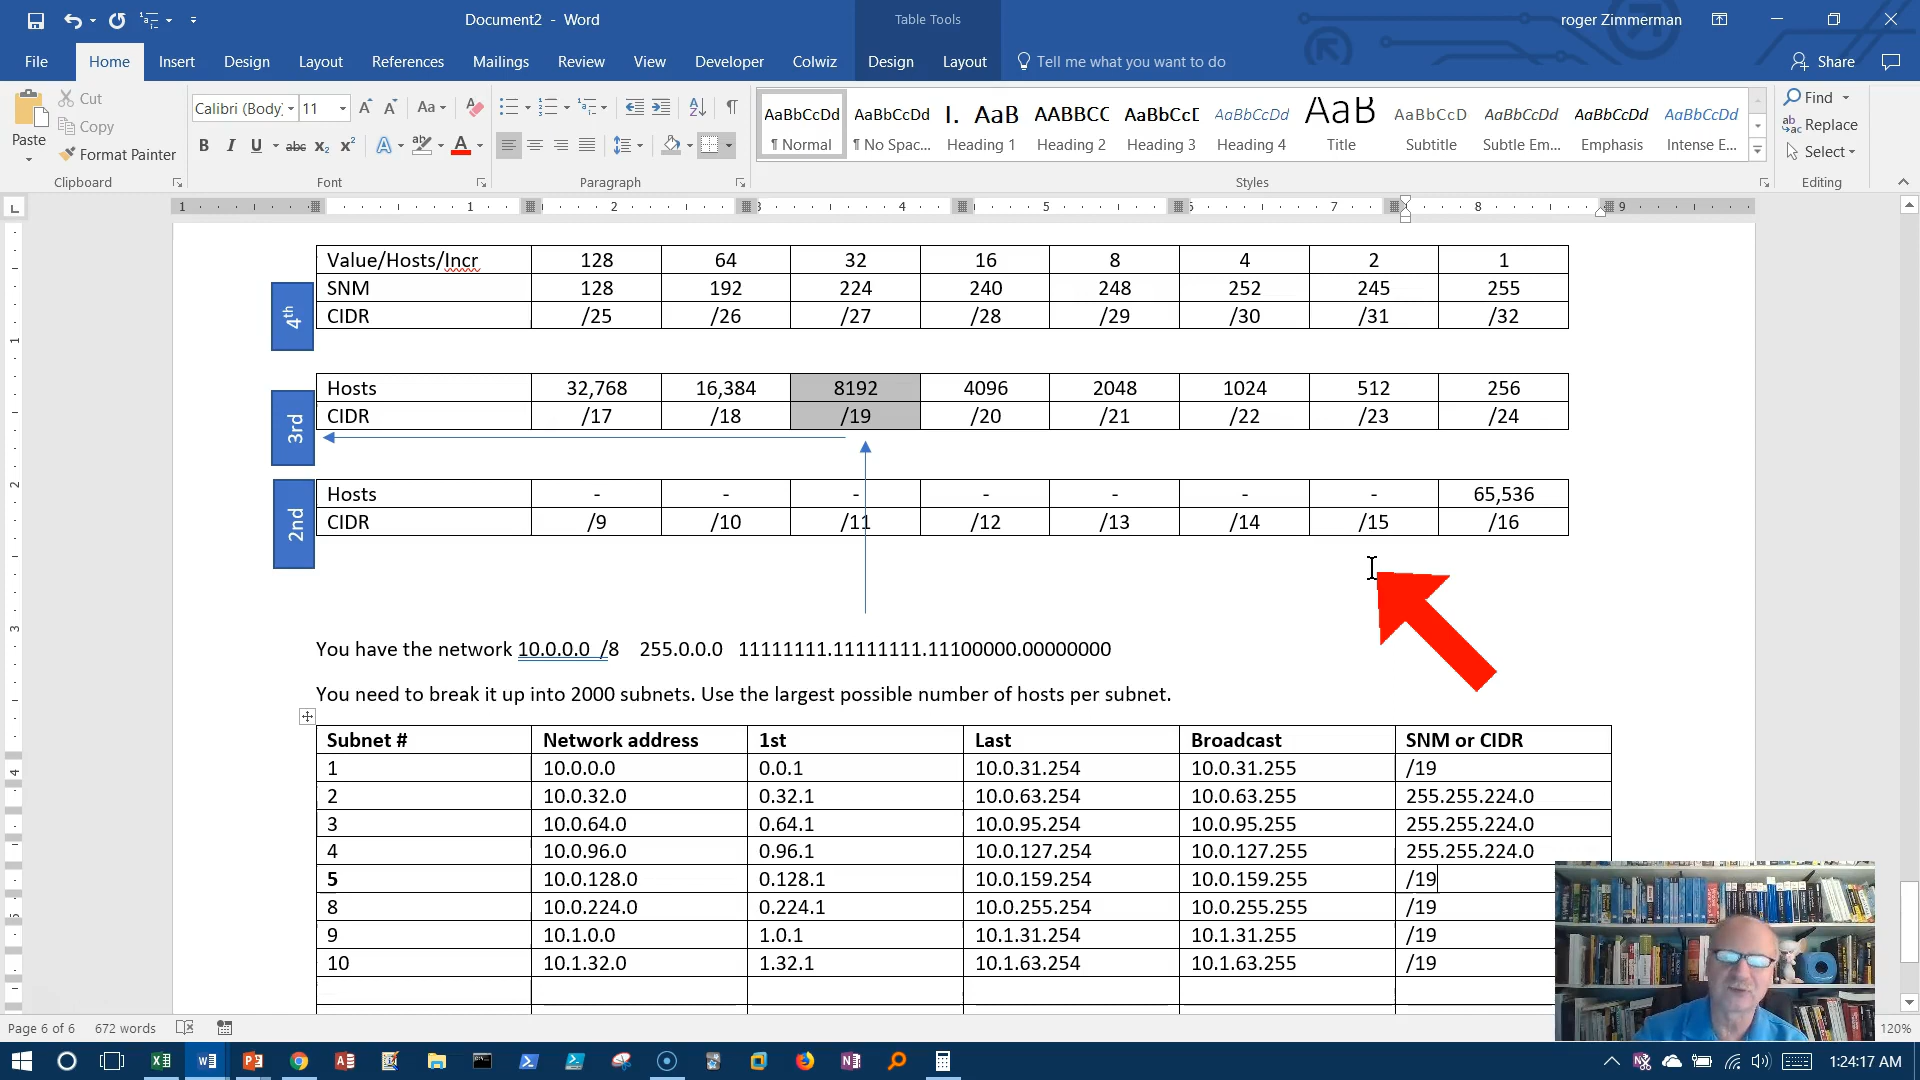 Document2 - Word
Table Tools
roger Zimmerman
File Home Insert Design Layout References Mailings Review View Developer Colwiz Design Layout Tell me what you want to do Share
Paste
Cut
Copy
Format Painter
Calibri (Body) 11
AaBbCcDd AaBbCcDd I. AaB AABBCC AaBbCcD AaBbCcDd AaB AaBbCcD AaBbCcDd AaBbCcDd AaBbCcDd
¶ Normal ¶ No Spac... Heading 1 Heading 2 Heading 3 Heading 4 Title Subtitle Subtle Em... Emphasis Intense E...
Find
Replace
Select
Clipboard Font Paragraph Styles Editing
1 1 2 3 4 5 6 7 8 9
4th
Value/Hosts/Incr 128 64 32 16 8 4 2 1
SNM 128 192 224 240 248 252 245 255
CIDR /25 /26 /27 /28 /29 /30 /31 /32
3rd
Hosts 32,768 16,384 8192 4096 2048 1024 512 256
CIDR /17 /18 /19 /20 /21 /22 /23 /24
2nd
Hosts - - - - - - - 65,536
CIDR /9 /10 /11 /12 /13 /14 /15 /16
You have the network 10.0.0.0 /8 255.0.0.0 11111111.11111111.11100000.00000000
You need to break it up into 2000 subnets. Use the largest possible number of hosts per subnet.
Subnet # Network address 1st Last Broadcast SNM or CIDR
1 10.0.0.0 0.0.1 10.0.31.254 10.0.31.255 /19
2 10.0.32.0 0.32.1 10.0.63.254 10.0.63.255 255.255.224.0
3 10.0.64.0 0.64.1 10.0.95.254 10.0.95.255 255.255.224.0
4 10.0.96.0 0.96.1 10.0.127.254 10.0.127.255 255.255.224.0
5 10.0.128.0 0.128.1 10.0.159.254 10.0.159.255 /19
8 10.0.224.0 0.224.1 10.0.255.254 10.0.255.255 /19
9 10.1.0.0 1.0.1 10.1.31.254 10.1.31.255 /19
10 10.1.32.0 1.32.1 10.1.63.254 10.1.63.255 /19
Page 6 of 6 672 words 120%
1:24:17 AM